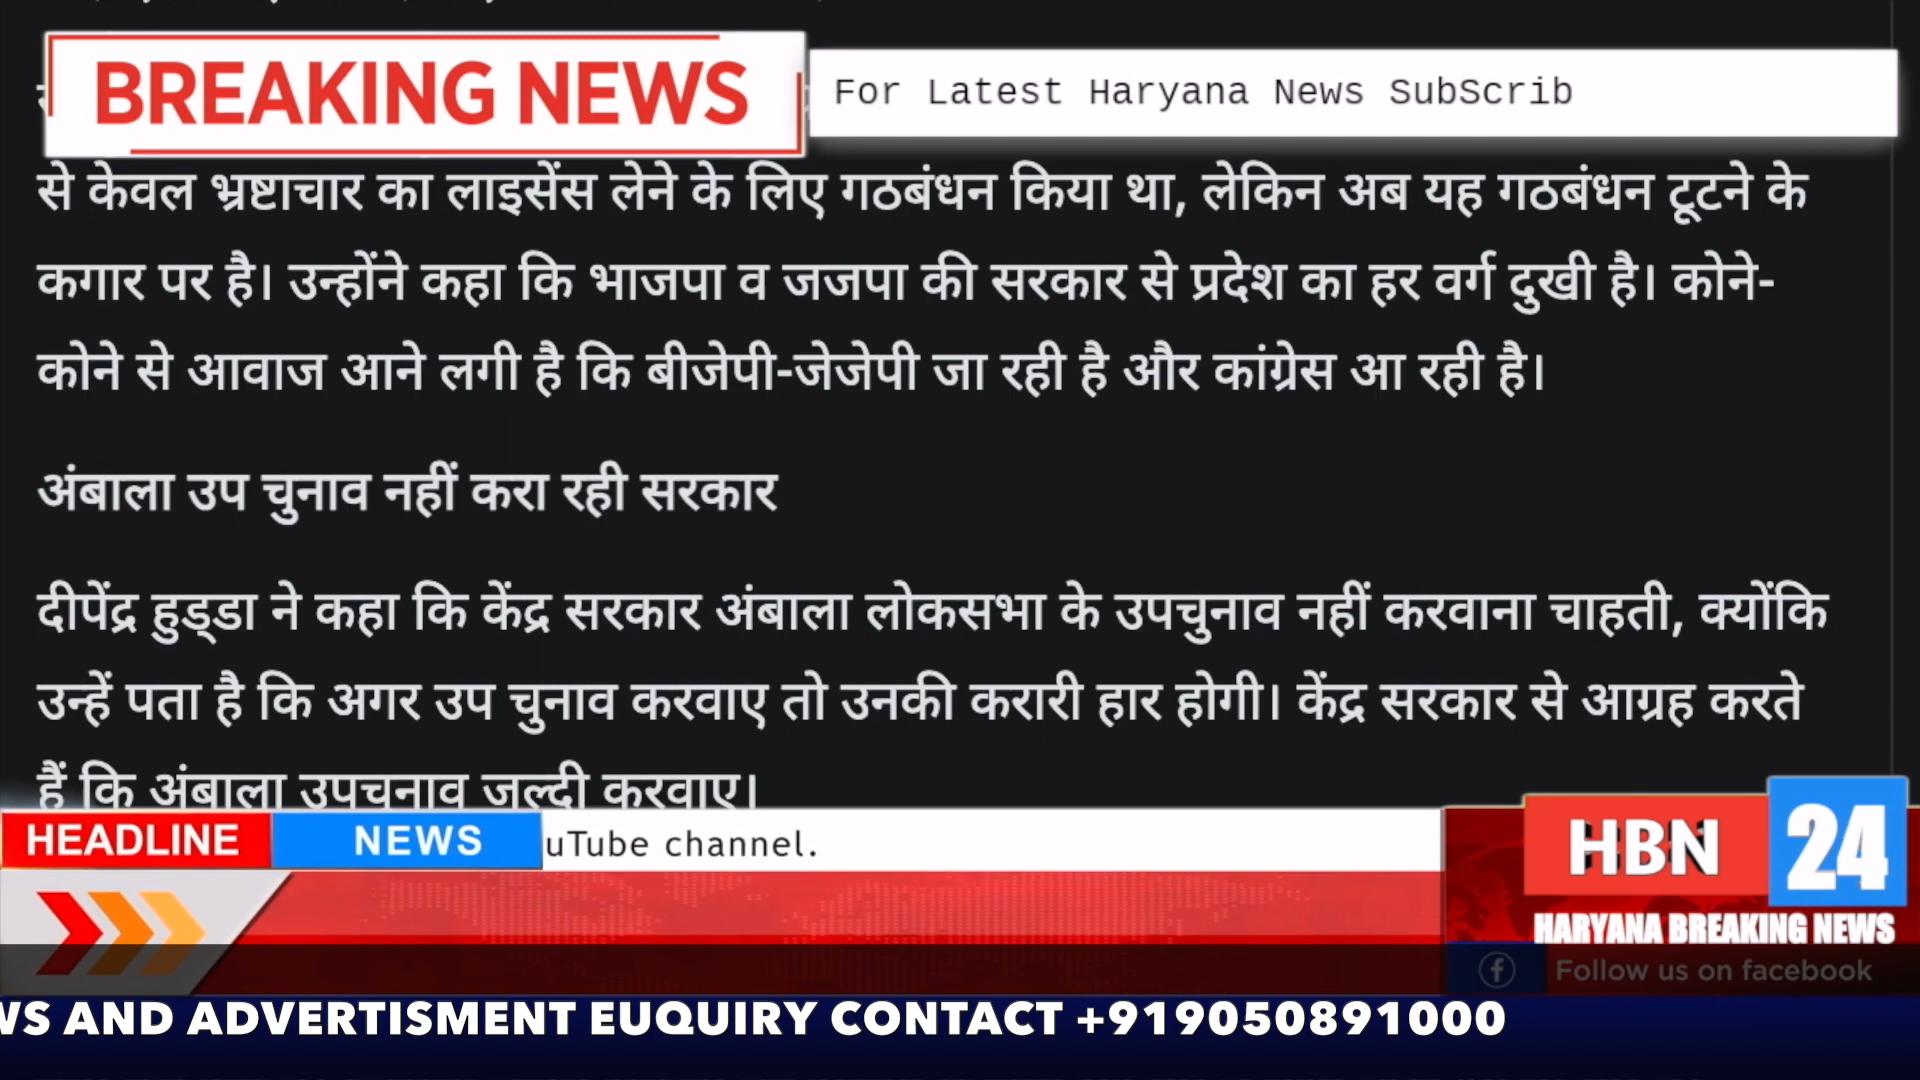 BREAKING NEWS
For Latest Haryana News SubScrib
से केवल भ्रष्टाचार का लाइसेंस लेने के लिए गठबंधन किया था, लेकिन अब यह गठबंधन टूटने के
कगार पर है। उन्होंने कहा कि भाजपा व जजपा की सरकार से प्रदेश का हर वर्ग दुखी है। कोने-
कोने से आवाज आने लगी है कि बीजेपी-जेजेपी जा रही है और कांग्रेस आ रही है।
अंबाला उप चुनाव नहीं करा रही सरकार
दीपेंद्र हुड्डा ने कहा कि केंद्र सरकार अंबाला लोकसभा के उपचुनाव नहीं करवाना चाहती, क्योंकि
उन्हें पता है कि अगर उप चुनाव करवाए तो उनकी करारी हार होगी। केंद्र सरकार से आग्रह करते
हैं कि अंबाला उपचुनाव जल्दी करवाए।
HEADLINE NEWS
uTube channel.
HBN 24
HARYANA BREAKING NEWS
Follow us on facebook
WS AND ADVERTISMENT EUQUIRY CONTACT +919050891000